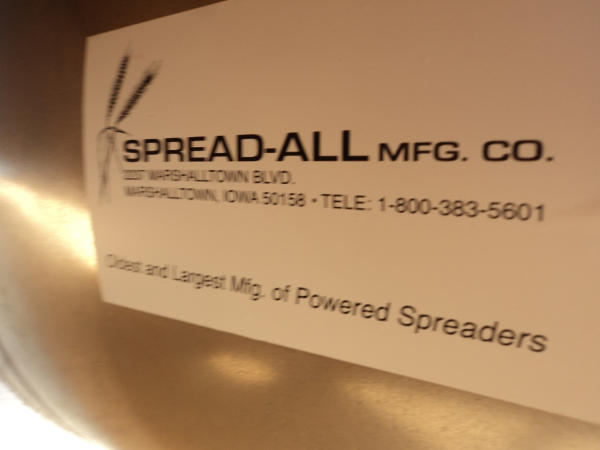 SPREAD-ALL MFG. CO.
MARSHALLTOWN BLVD.
MARSHALLTOWN, IOWA 50158 • TELE: 1-800-383-5601
Oldest and Largest Mfg. of Powered Spreaders